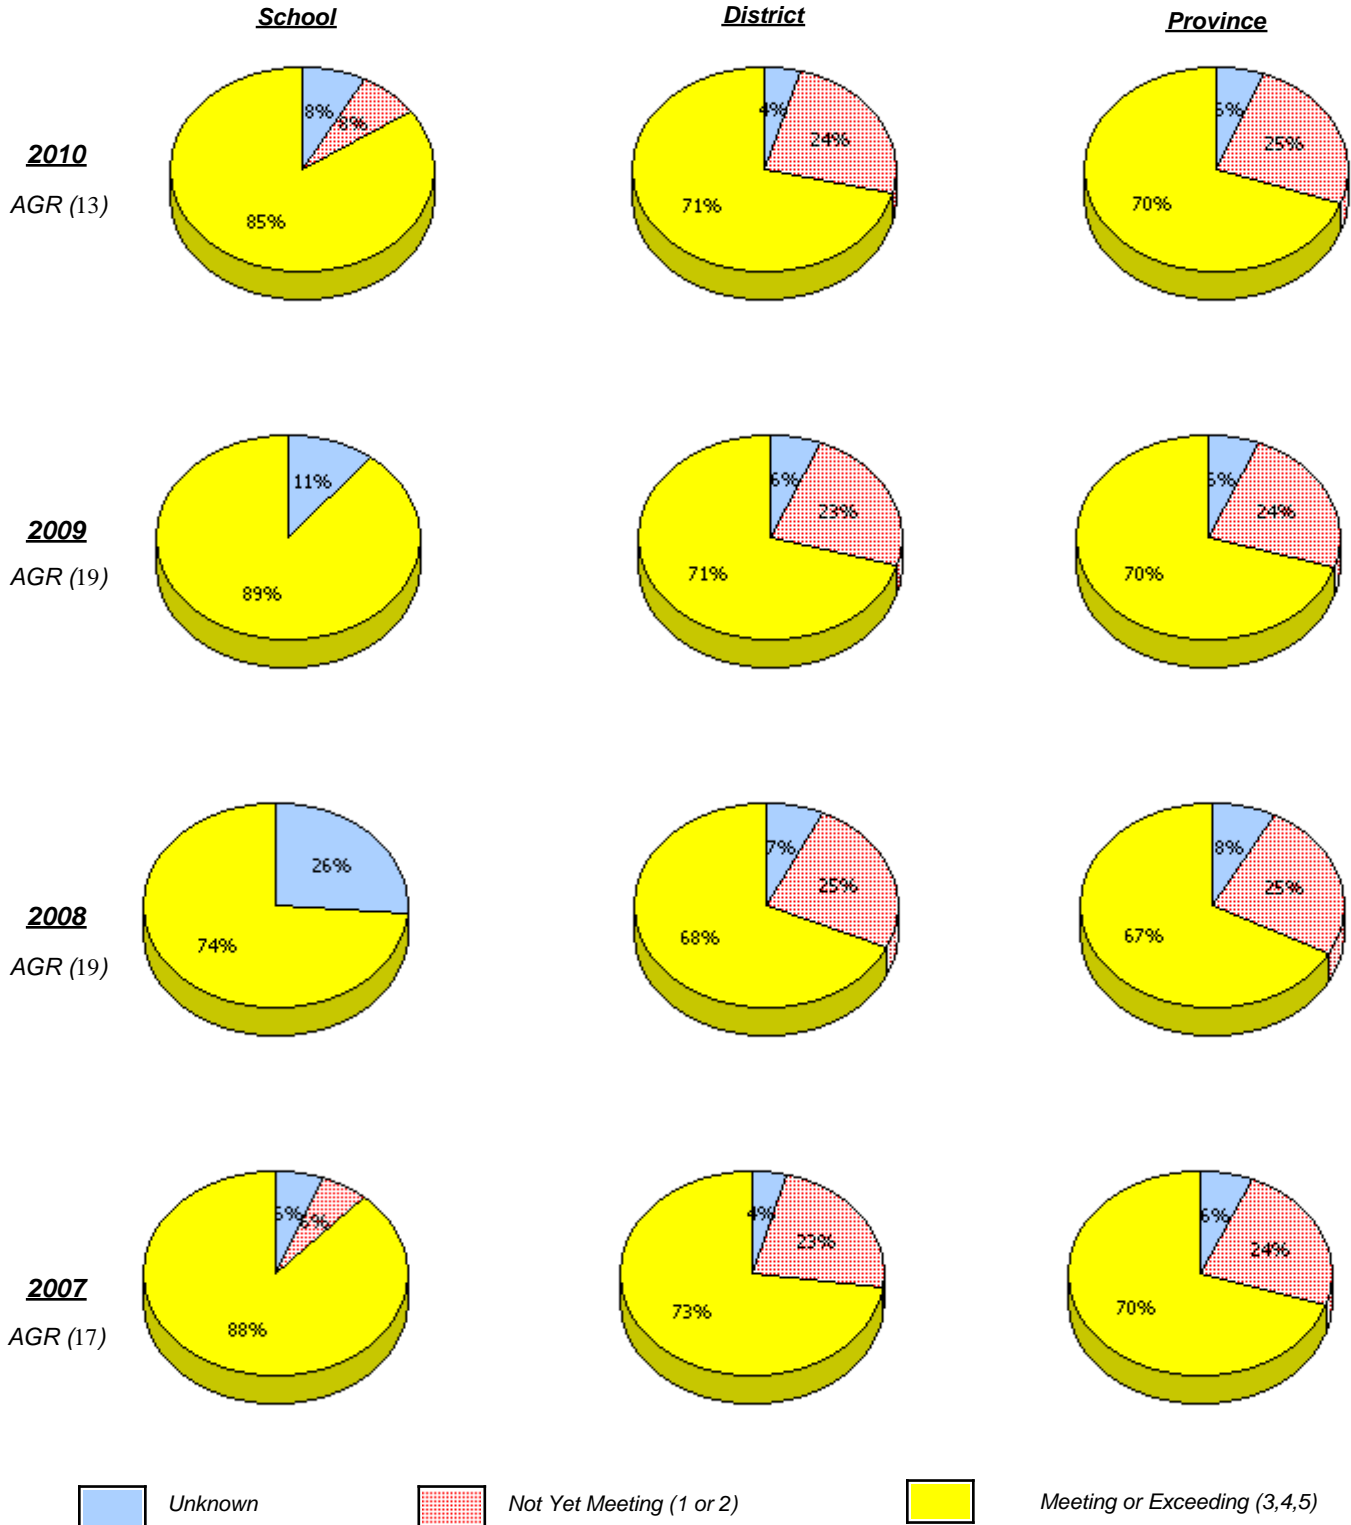 School District Province
8% 4%
8% 24% 25%
2010
AGR (13)
85% 71% 70%
11% 6%
23% 24%
2009
AGR (19)
89% 71% 70%
26% 7% 8%
25% 25%
2008
74% 68% 67%
AGR (19)
6% 4% 6%
23% 24%
2007
88% 73% 70%
AGR (17)
Unknown Not Yet Meeting (1 or 2) Meeting or Exceeding (3,4,5)